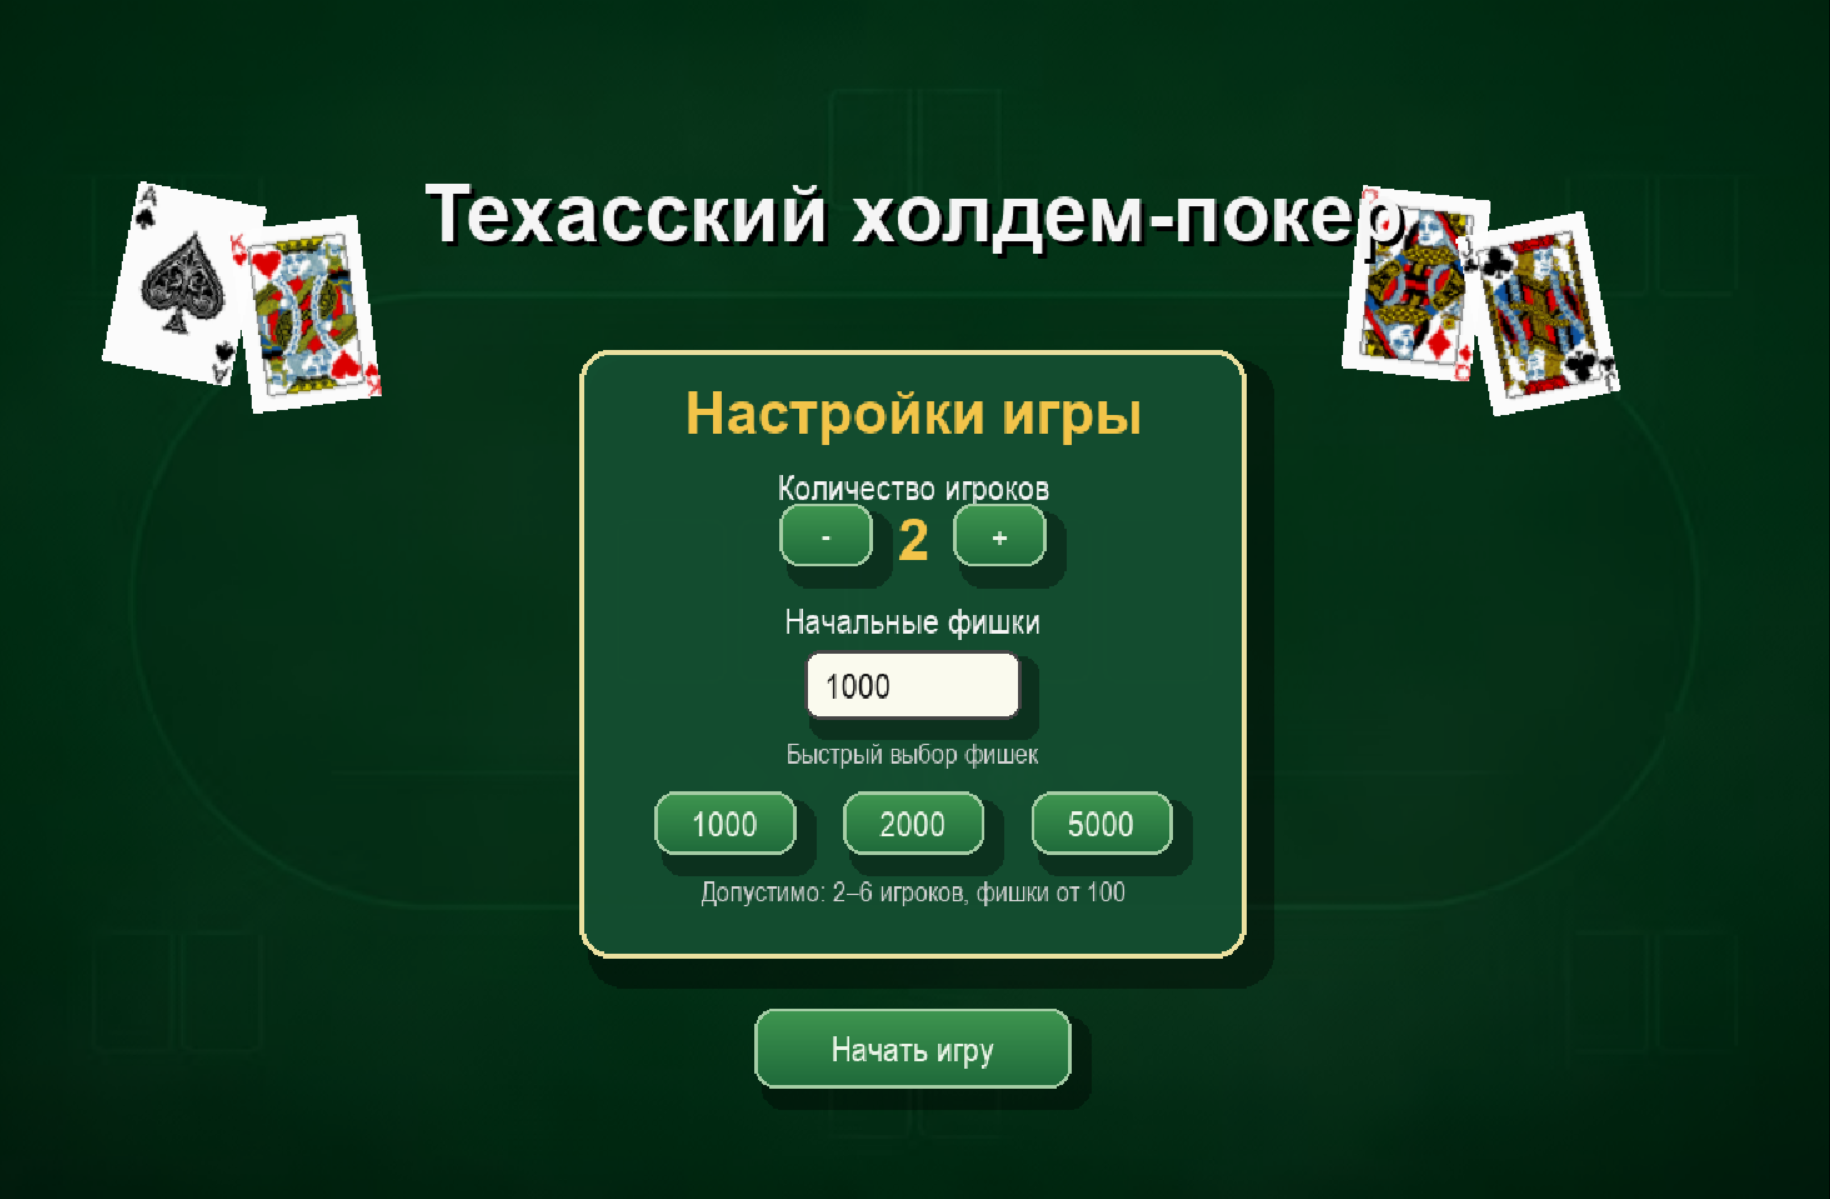 Техасский холдем-покер
A
K
Q
J
Настройки игры
Количество игроков
- 2 +
Начальные фишки
1000
Быстрый выбор фишек
1000 2000 5000
Допустимо: 2–6 игроков, фишки от 100
Начать игру